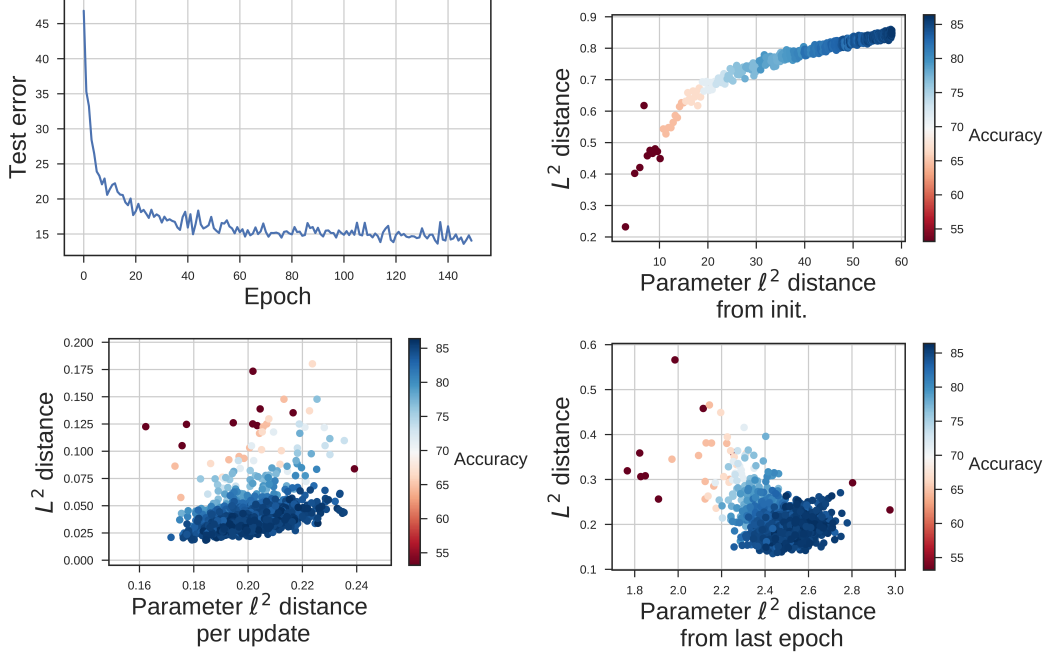 45
40
35
30
25
20
15
Test error
0 20 40 60 80 100 120 140
Epoch
0.9
0.8
0.7
0.6
0.5
0.4
0.3
0.2
L² distance
10 20 30 40 50 60
Parameter ℓ² distance
from init.
85
80
75
70
65
60
55
Accuracy
0.200
0.175
0.150
0.125
0.100
0.075
0.050
0.025
0.000
L² distance
0.16 0.18 0.20 0.22 0.24
Parameter ℓ² distance
per update
85
80
75
70
65
60
55
Accuracy
0.6
0.5
0.4
0.3
0.2
0.1
L² distance
1.8 2.0 2.2 2.4 2.6 2.8 3.0
Parameter ℓ² distance
from last epoch
85
80
75
70
65
60
55
Accuracy